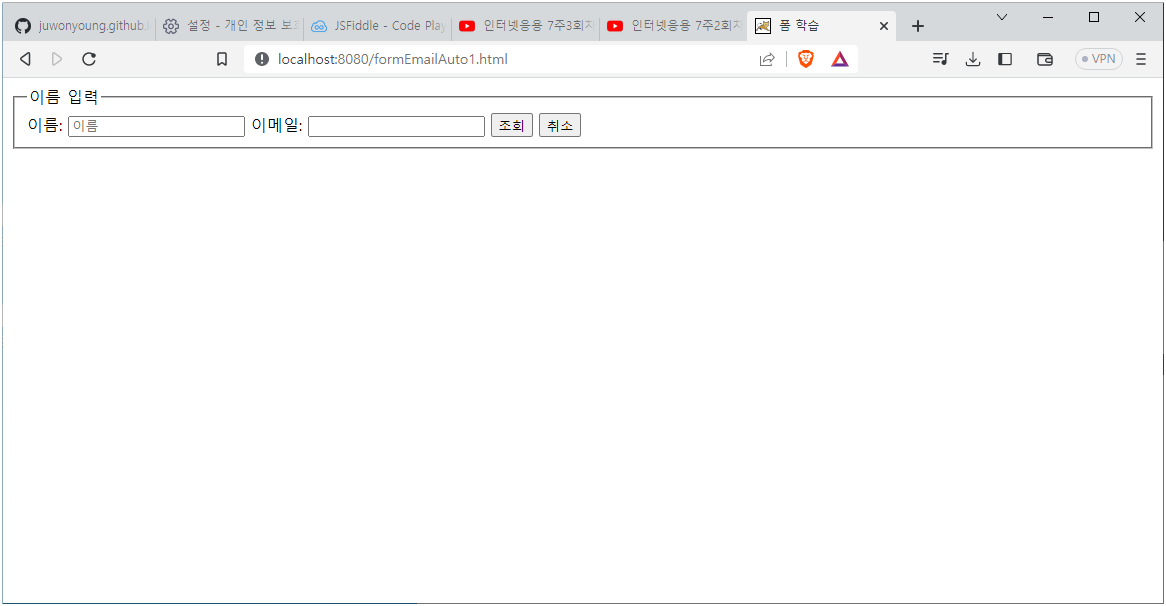 juwonyoung.github.
설정 - 개인 정보 보호
JSFiddle - Code Play
인터넷응용 7주3회차
인터넷응용 7주2회차
폼 학습
localhost:8080/formEmailAuto1.html
VPN
이름 입력
이름: 이름 이메일: 조회 취소